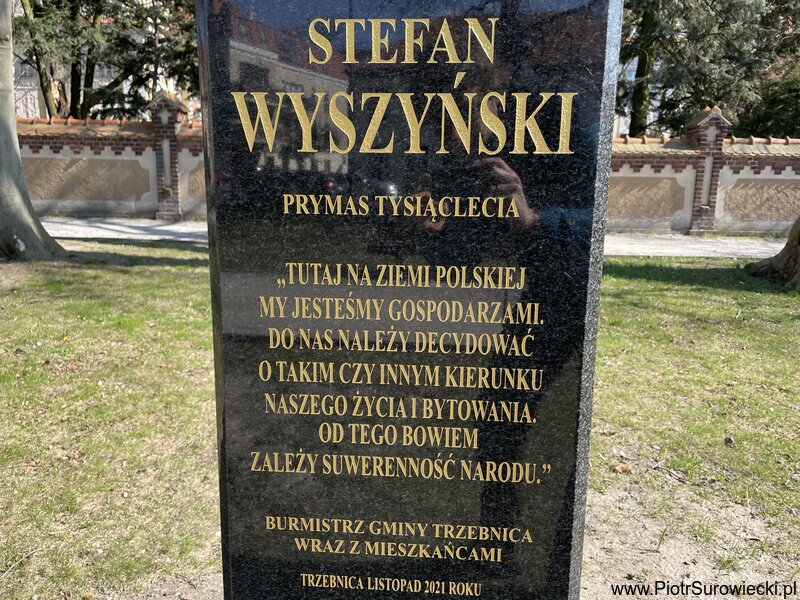 STEFAN
WYSZYŃSKI
PRYMAS TYSIĄCLECIA
„TUTAJ NA ZIEMI POLSKIEJ
MY JESTEŚMY GOSPODARZAMI.
DO NAS NALEŻY DECYDOWAĆ
O TAKIM CZY INNYM KIERUNKU
NASZEGO ŻYCIA I BYTOWANIA.
OD TEGO BOWIEM
ZALEŻY SUWERENNOŚĆ NARODU.”
BURMISTRZ GMINY TRZEBNICA
WRAZ Z MIESZKAŃCAMI
TRZEBNICA LISTOPAD 2021 ROKU
www.PiotrSurowiecki.pl